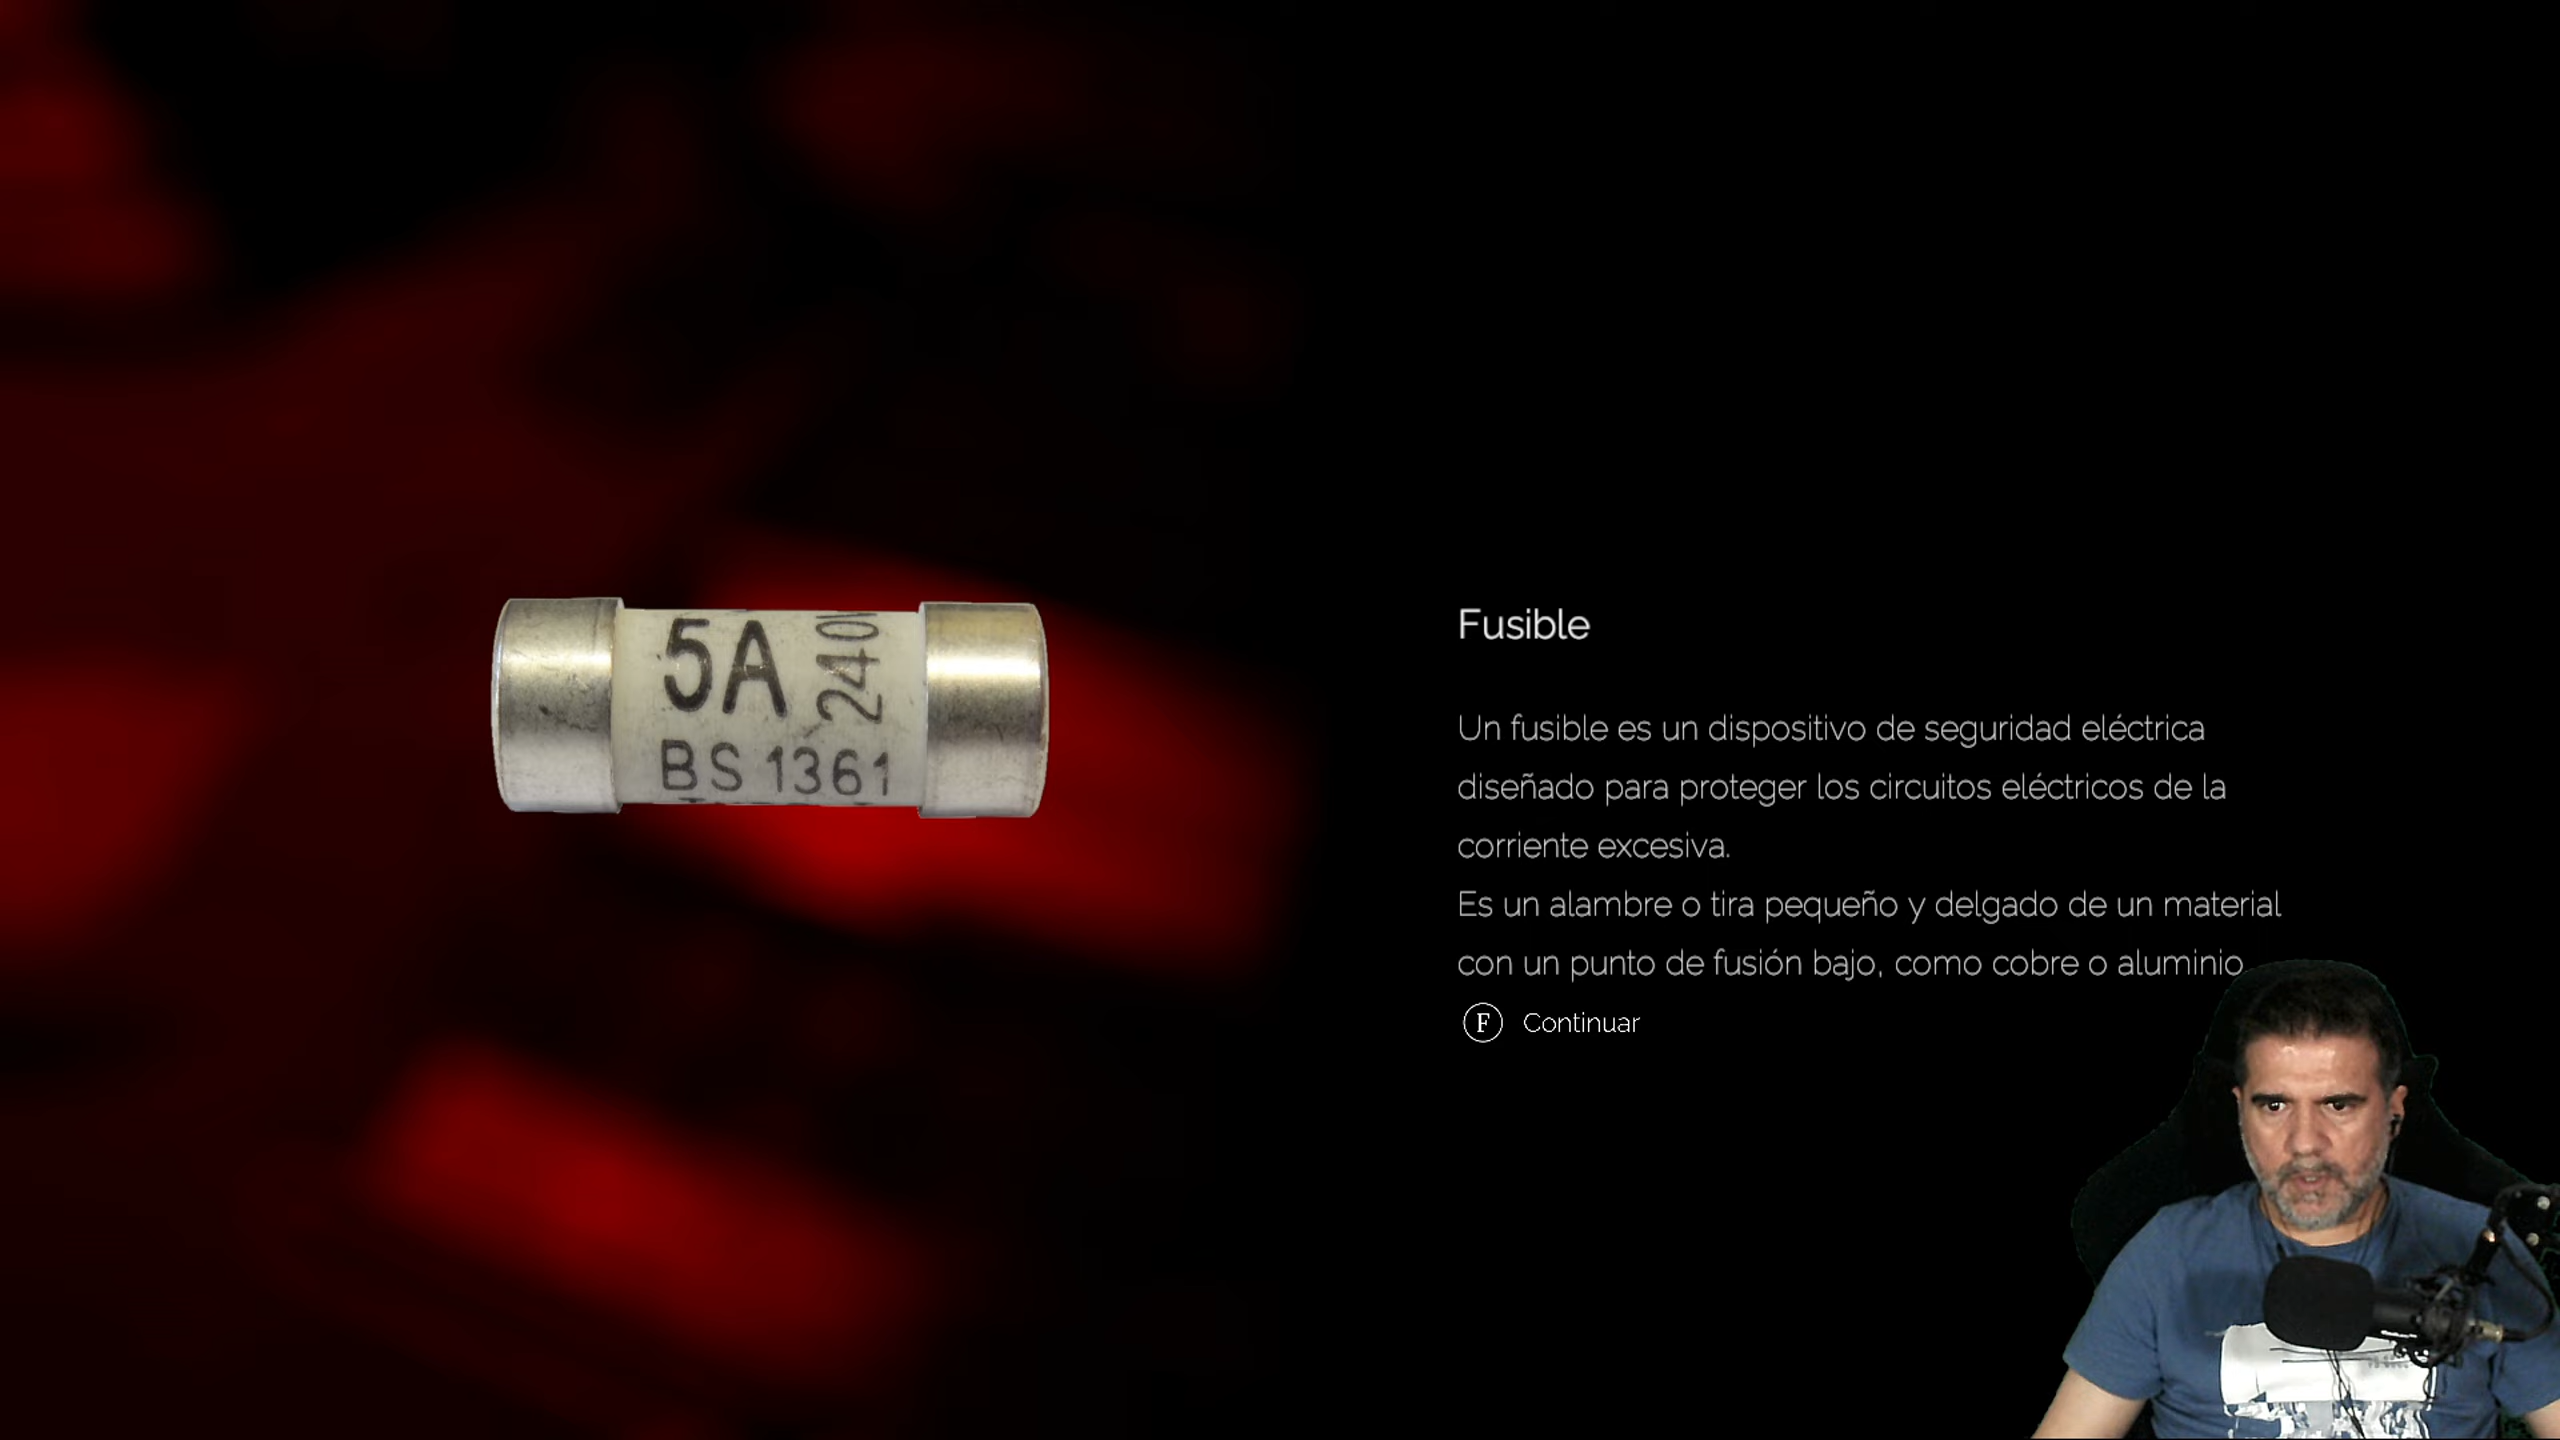 5A
240V
BS 1361
Fusible
Un fusible es un dispositivo de seguridad eléctrica
diseñado para proteger los circuitos eléctricos de la
corriente excesiva.
Es un alambre o tira pequeño y delgado de un material
con un punto de fusión bajo, como cobre o aluminio
F Continuar